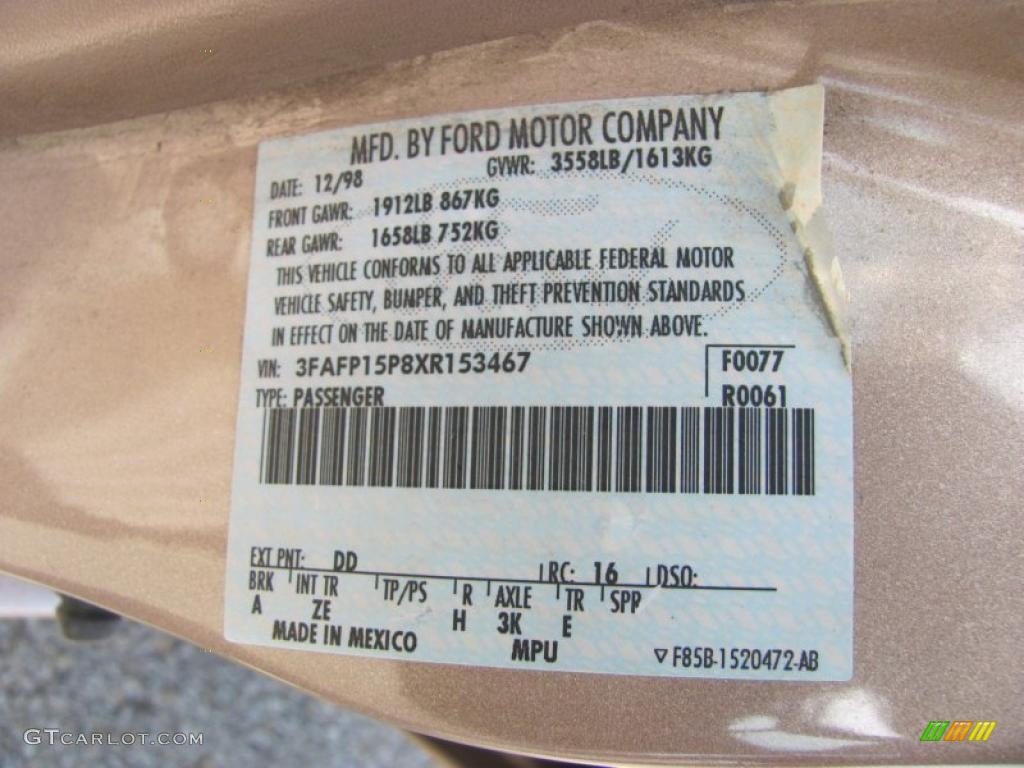 MFD. BY FORD MOTOR COMPANY
DATE: 12/98 GVWR: 3558LB/1613KG
FRONT GAWR: 1912LB 867KG
REAR GAWR: 1658LB 752KG
THIS VEHICLE CONFORMS TO ALL APPLICABLE FEDERAL MOTOR
VEHICLE SAFETY, BUMPER, AND THEFT PREVENTION STANDARDS
IN EFFECT ON THE DATE OF MANUFACTURE SHOWN ABOVE.
VIN: 3FAFP15P8XR153467 F0077
TYPE: PASSENGER R0061
EXT PNT: DD RC: 16 DSO:
BRK INT TR TP/PS R AXLE TR SPR
A ZE H 3K E
MADE IN MEXICO MPU ▽ F85B-1520472-AB
GTCARLOT.COM